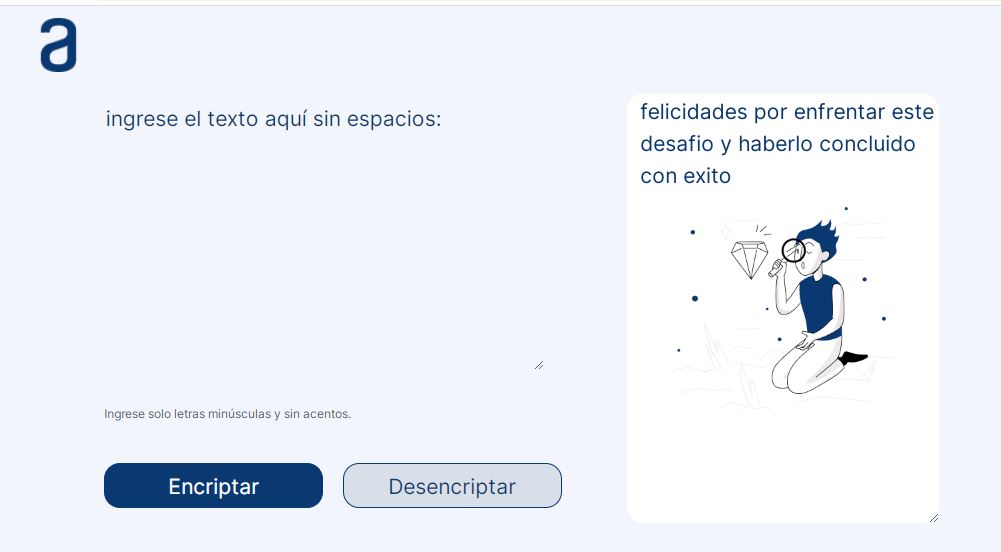 a
ingrese el texto aquí sin espacios:
felicidades por enfrentar este
desafio y haberlo concluido
con exito
Ingrese solo letras minúsculas y sin acentos.
Encriptar
Desencriptar